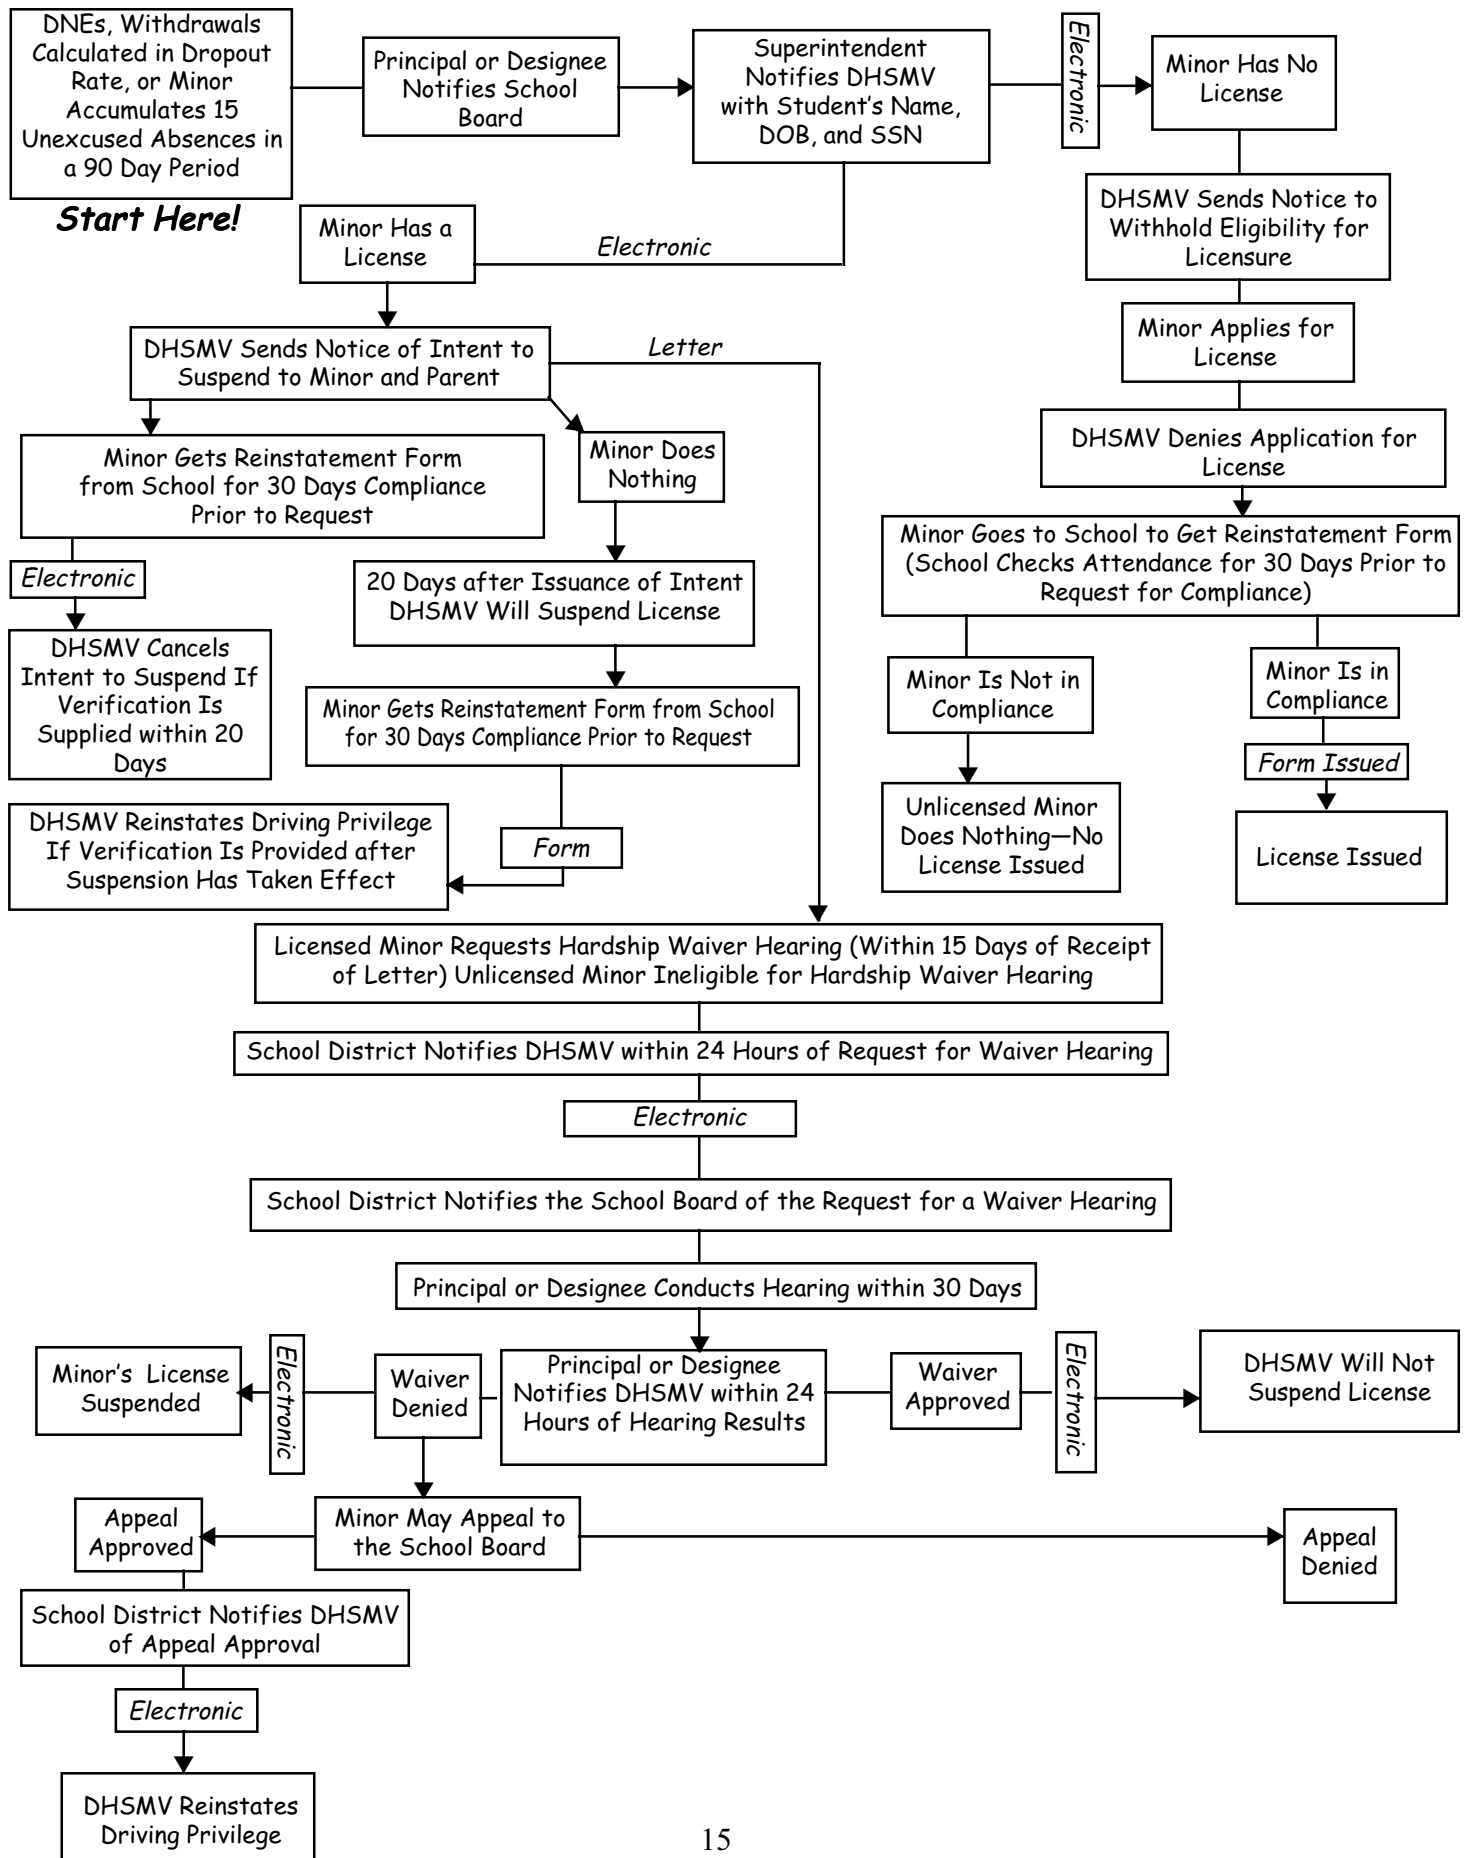 DNEs, Withdrawals
Calculated in Dropout
Rate, or Minor
Accumulates 15
Unexcused Absences in
a 90 Day Period
Start Here!
Principal or Designee
Notifies School
Board
Superintendent
Notifies DHSMV
with Student's Name,
DOB, and SSN
Electronic
Minor Has No
License
DHSMV Sends Notice to
Withhold Eligibility for
Licensure
Minor Applies for
License
DHSMV Denies Application for
License
Minor Goes to School to Get Reinstatement Form
(School Checks Attendance for 30 Days Prior to
Request for Compliance)
Minor Is Not in
Compliance
Unlicensed Minor
Does Nothing—No
License Issued
Minor Is in
Compliance
Form Issued
License Issued
Electronic
Minor Has a
License
DHSMV Sends Notice of Intent to
Suspend to Minor and Parent
Letter
Minor Gets Reinstatement Form
from School for 30 Days Compliance
Prior to Request
Electronic
DHSMV Cancels
Intent to Suspend If
Verification Is
Supplied within 20
Days
Minor Does
Nothing
20 Days after Issuance of Intent
DHSMV Will Suspend License
Minor Gets Reinstatement Form from School
for 30 Days Compliance Prior to Request
Form
DHSMV Reinstates Driving Privilege
If Verification Is Provided after
Suspension Has Taken Effect
Licensed Minor Requests Hardship Waiver Hearing (Within 15 Days of Receipt
of Letter) Unlicensed Minor Ineligible for Hardship Waiver Hearing
School District Notifies DHSMV within 24 Hours of Request for Waiver Hearing
Electronic
School District Notifies the School Board of the Request for a Waiver Hearing
Principal or Designee Conducts Hearing within 30 Days
Principal or Designee
Notifies DHSMV within 24
Hours of Hearing Results
Waiver
Denied
Electronic
Minor's License
Suspended
Waiver
Approved
Electronic
DHSMV Will Not
Suspend License
Minor May Appeal to
the School Board
Appeal
Approved
Appeal
Denied
School District Notifies DHSMV
of Appeal Approval
Electronic
DHSMV Reinstates
Driving Privilege
15